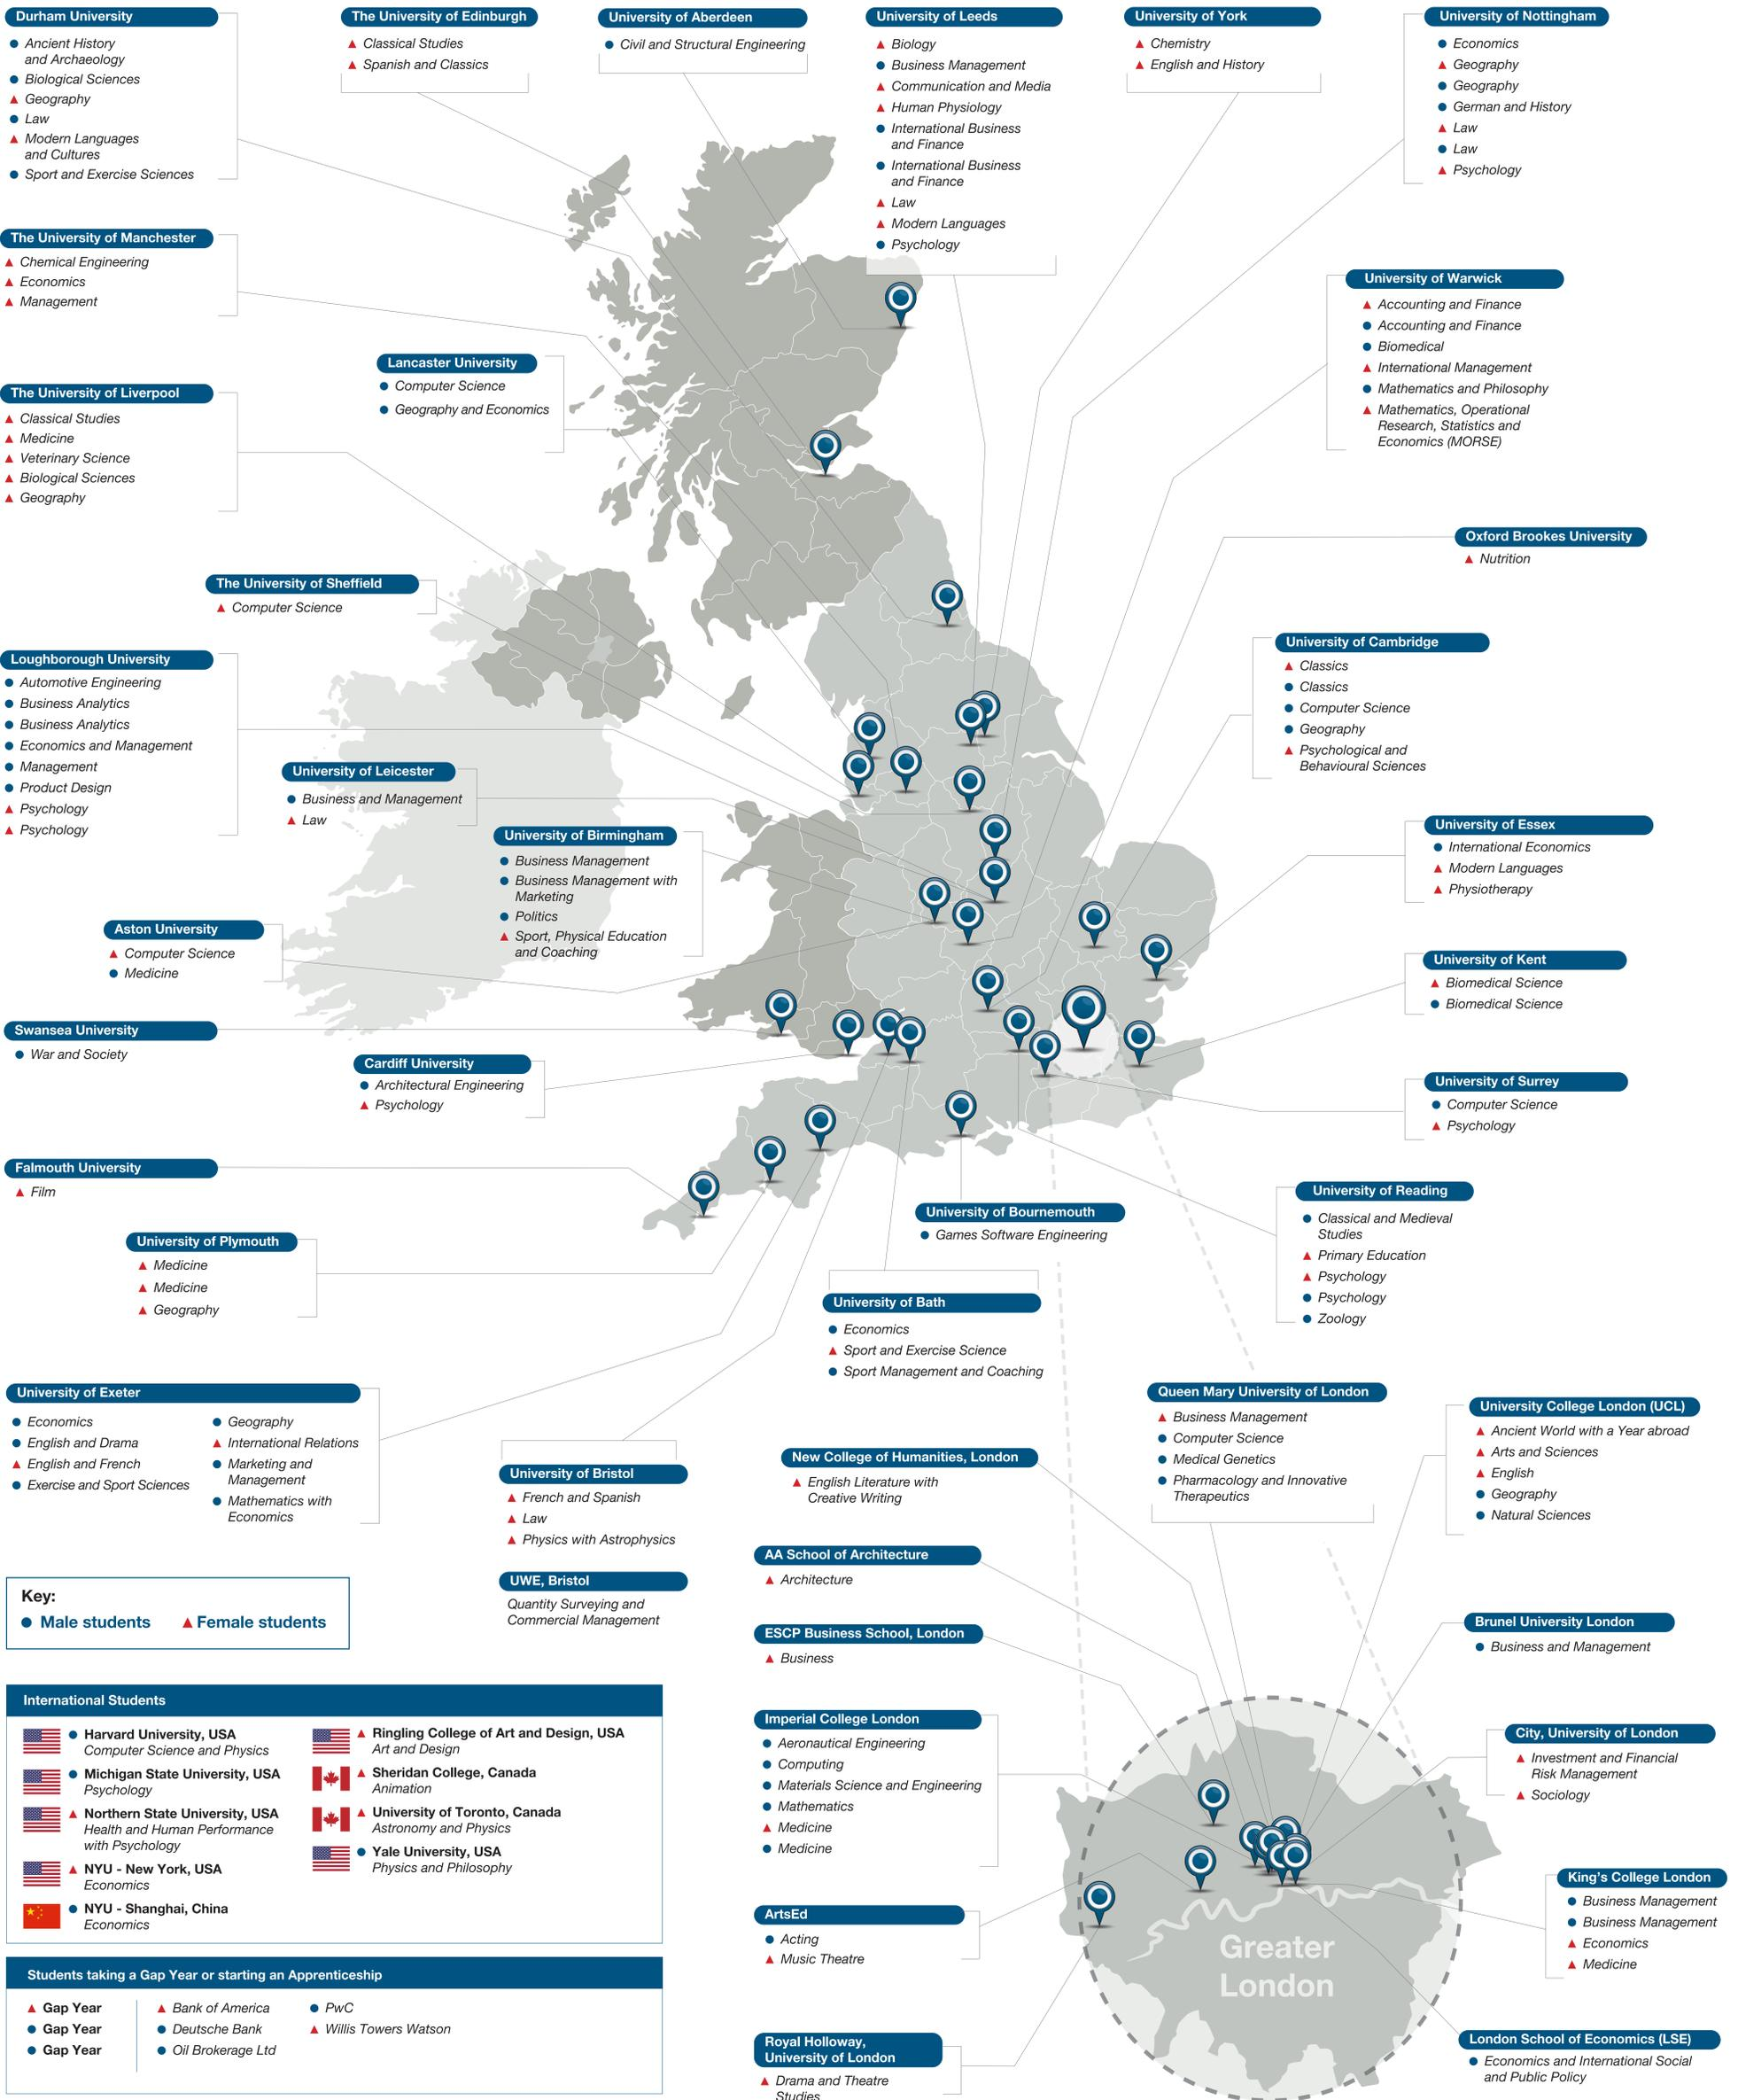 Durham University
Ancient History
and Archaeology
Biological Sciences
Geography
Law
Modern Languages
and Cultures
Sport and Exercise Sciences
The University of Edinburgh
Classical Studies
Spanish and Classics
University of Aberdeen
Civil and Structural Engineering
University of Leeds
Biology
Business Management
Communication and Media
Human Physiology
International Business
and Finance
International Business
and Finance
Law
Modern Languages
Psychology
University of York
Chemistry
English and History
University of Nottingham
Economics
Geography
Geography
German and History
Law
Law
Psychology
The University of Manchester
Chemical Engineering
Economics
Management
University of Warwick
Accounting and Finance
Accounting and Finance
Biomedical
International Management
Mathematics and Philosophy
Mathematics, Operational
Research, Statistics and
Economics (MORSE)
Lancaster University
Computer Science
Geography and Economics
The University of Liverpool
Classical Studies
Medicine
Veterinary Science
Biological Sciences
Geography
Oxford Brookes University
Nutrition
The University of Sheffield
Computer Science
University of Cambridge
Classics
Classics
Computer Science
Geography
Psychological and
Behavioural Sciences
Loughborough University
Automotive Engineering
Business Analytics
Business Analytics
Economics and Management
Management
Product Design
Psychology
Psychology
University of Leicester
Business and Management
Law
University of Birmingham
Business Management
Business Management with
Marketing
Politics
Sport, Physical Education
and Coaching
University of Essex
International Economics
Modern Languages
Physiotherapy
Aston University
Computer Science
Medicine
University of Kent
Biomedical Science
Biomedical Science
Swansea University
War and Society
Cardiff University
Architectural Engineering
Psychology
University of Surrey
Computer Science
Psychology
Falmouth University
Film
University of Reading
Classical and Medieval
Studies
Primary Education
Psychology
Psychology
Zoology
University of Bournemouth
Games Software Engineering
University of Plymouth
Medicine
Medicine
Geography
University of Bath
Economics
Sport and Exercise Science
Sport Management and Coaching
University of Exeter
Economics
English and Drama
English and French
Exercise and Sport Sciences
Geography
International Relations
Marketing and
Management
Mathematics with
Economics
University of Bristol
French and Spanish
Law
Physics with Astrophysics
UWE, Bristol
Quantity Surveying and
Commercial Management
Queen Mary University of London
Business Management
Computer Science
Medical Genetics
Pharmacology and Innovative
Therapeutics
University College London (UCL)
Ancient World with a Year abroad
Arts and Sciences
English
Geography
Natural Sciences
New College of Humanities, London
English Literature with
Creative Writing
AA School of Architecture
Architecture
Key:
Male students
Female students
ESCP Business School, London
Business
Brunel University London
Business and Management
International Students
Harvard University, USA
Computer Science and Physics
Michigan State University, USA
Psychology
Northern State University, USA
Health and Human Performance
with Psychology
NYU - New York, USA
Economics
NYU - Shanghai, China
Economics
Ringling College of Art and Design, USA
Art and Design
Sheridan College, Canada
Animation
University of Toronto, Canada
Astronomy and Physics
Yale University, USA
Physics and Philosophy
Imperial College London
Aeronautical Engineering
Computing
Materials Science and Engineering
Mathematics
Medicine
Medicine
City, University of London
Investment and Financial
Risk Management
Sociology
King's College London
Business Management
Business Management
Economics
Medicine
ArtsEd
Acting
Music Theatre
Greater
London
Students taking a Gap Year or starting an Apprenticeship
Gap Year
Gap Year
Gap Year
Bank of America
Deutsche Bank
Oil Brokerage Ltd
PwC
Willis Towers Watson
Royal Holloway,
University of London
Drama and Theatre
Studies
London School of Economics (LSE)
Economics and International Social
and Public Policy